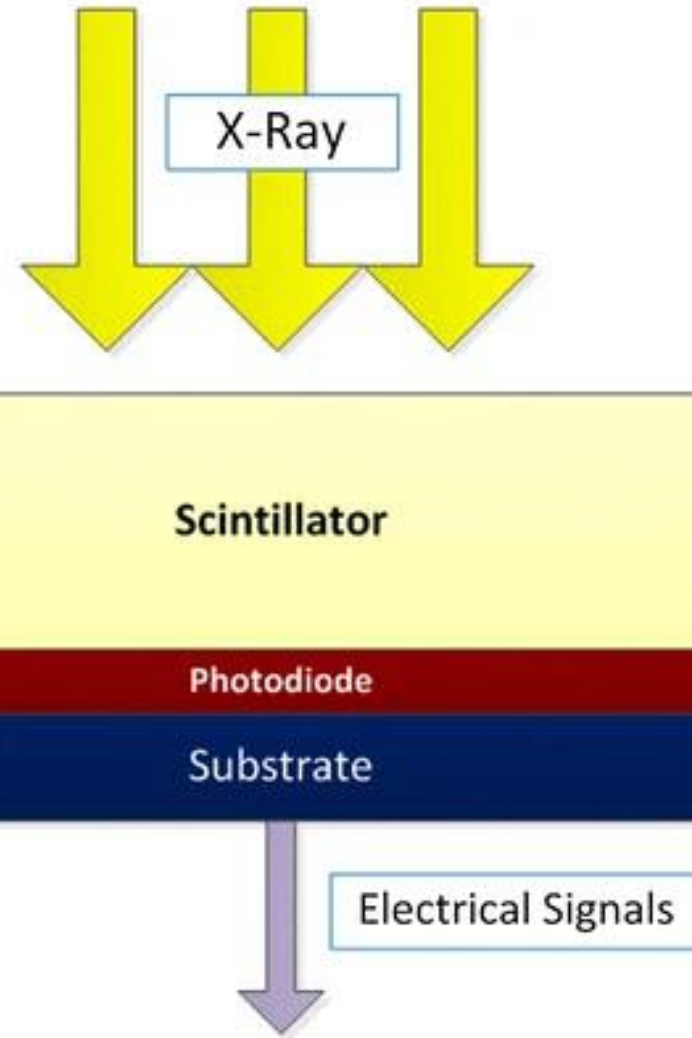 X-Ray
Scintillator
Photodiode
Substrate
Electrical Signals